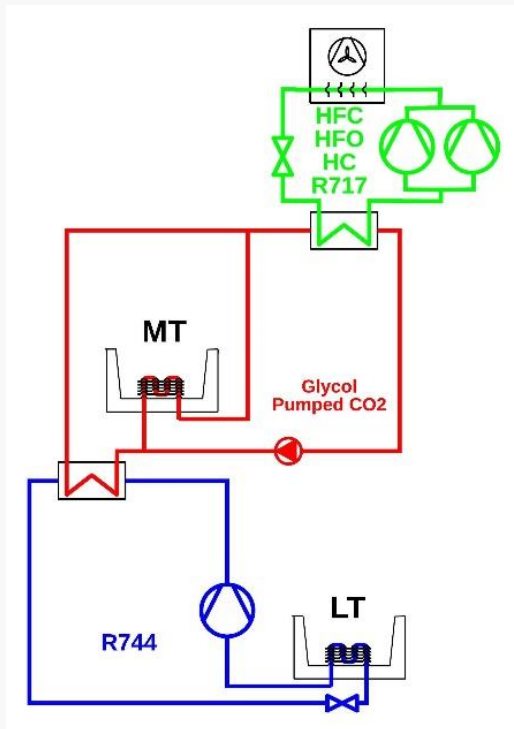 HFC
HFO
HC
R717
MT
Glycol
Pumped CO2
LT
R744